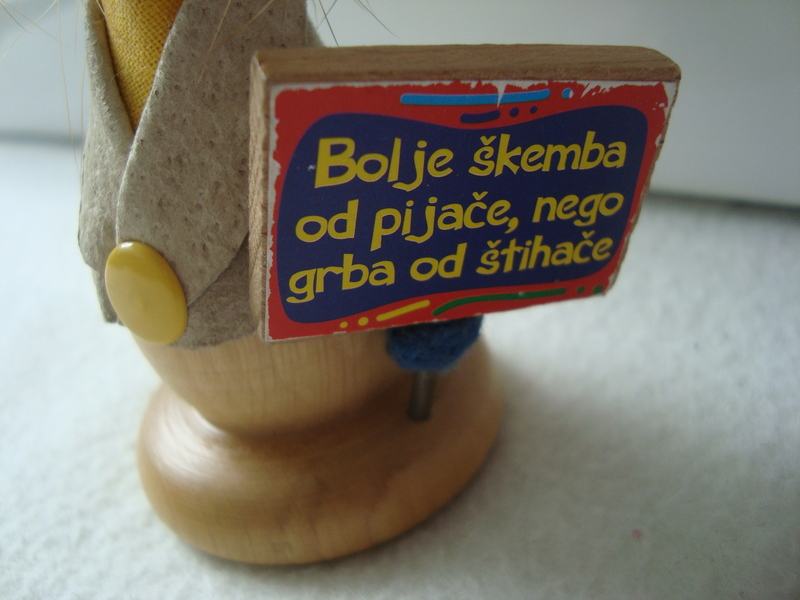 Bolje škemba
od pijače, nego
grba od štihače